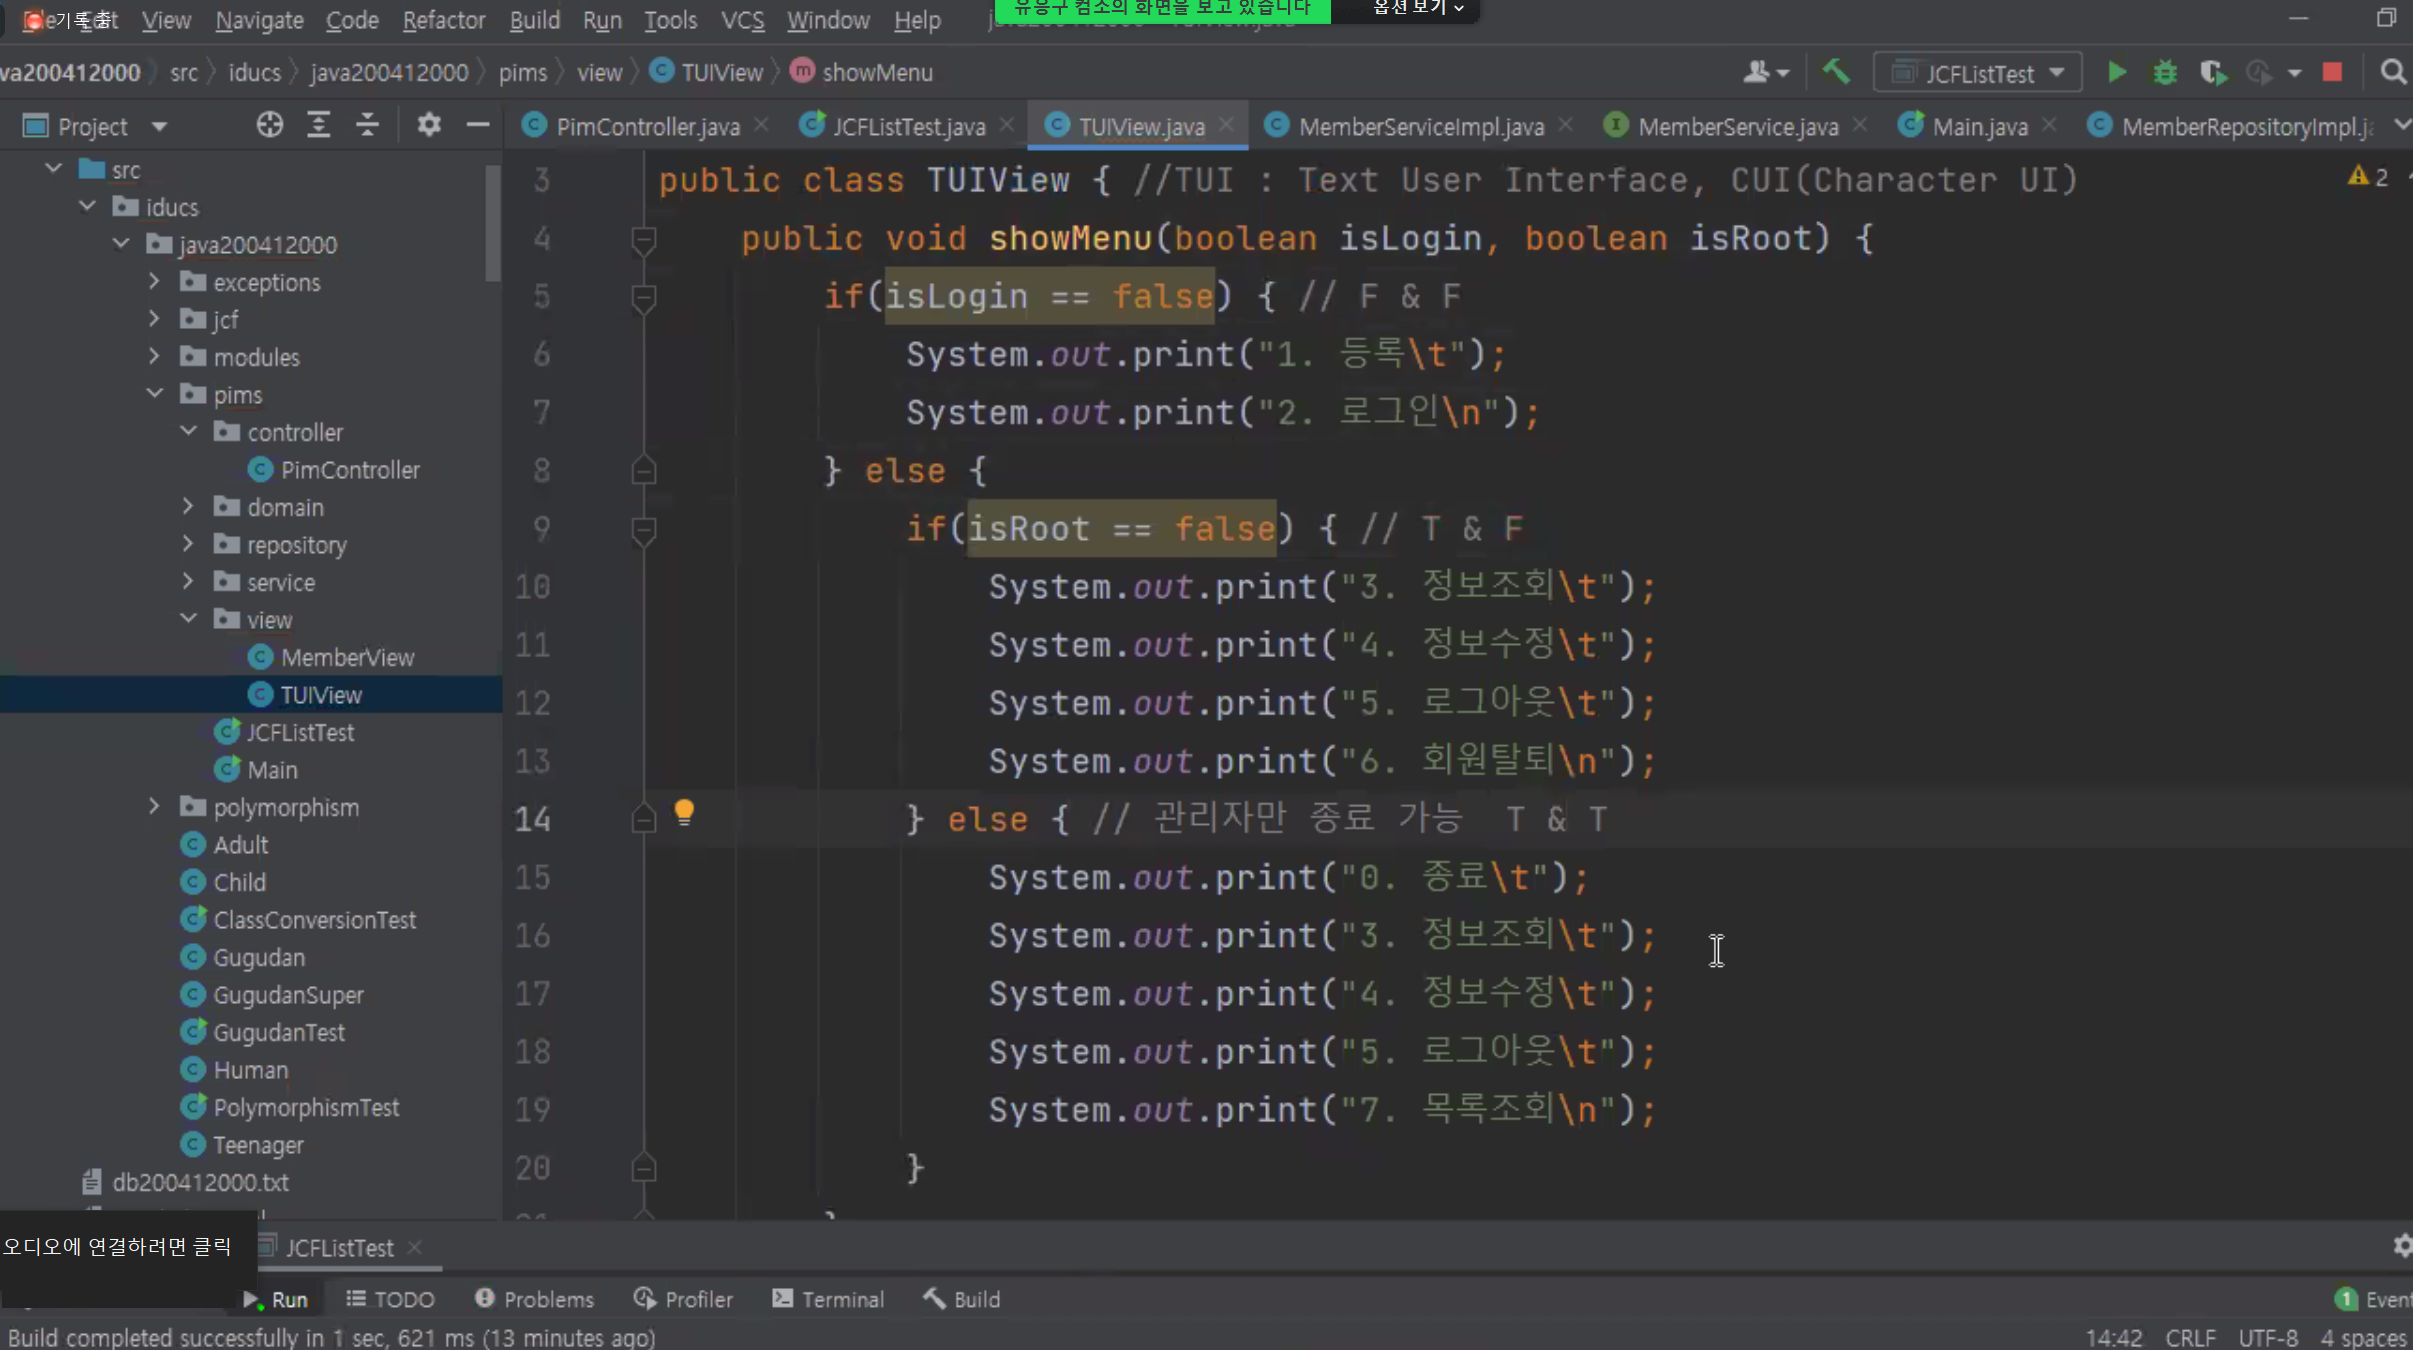 기록 중
Edit View Navigate Code Refactor Build Run Tools VCS Window Help
유용구 컴소의 화면을 보고 있습니다 옵션 보기
va200412000 src iducs java200412000 pims view TUIView showMenu
JCFListTest
Project
PimController.java JCFListTest.java TUIView.java MemberServiceImpl.java MemberService.java Main.java MemberRepositoryImpl.j
src
iducs
java200412000
exceptions
jcf
modules
pims
controller
PimController
domain
repository
service
view
MemberView
TUIView
JCFListTest
Main
polymorphism
Adult
Child
ClassConversionTest
Gugudan
GugudanSuper
GugudanTest
Human
PolymorphismTest
Teenager
db200412000.txt
3 public class TUIView { //TUI : Text User Interface, CUI(Character UI)
2
4 public void showMenu(boolean isLogin, boolean isRoot) {
5 if(isLogin == false) { // F & F
6 System.out.print("1. 등록\t");
7 System.out.print("2. 로그인\n");
8 } else {
9 if(isRoot == false) { // T & F
10 System.out.print("3. 정보조회\t");
11 System.out.print("4. 정보수정\t");
12 System.out.print("5. 로그아웃\t");
13 System.out.print("6. 회원탈퇴\n");
14 } else { // 관리자만 종료 가능 T & T
15 System.out.print("0. 종료\t");
16 System.out.print("3. 정보조회\t");
17 System.out.print("4. 정보수정\t");
18 System.out.print("5. 로그아웃\t");
19 System.out.print("7. 목록조회\n");
20 }
오디오에 연결하려면 클릭
JCFListTest
Run TODO Problems Profiler Terminal Build
1 Event
Build completed successfully in 1 sec, 621 ms (13 minutes ago)
14:42 CRLF UTF-8 4 spaces